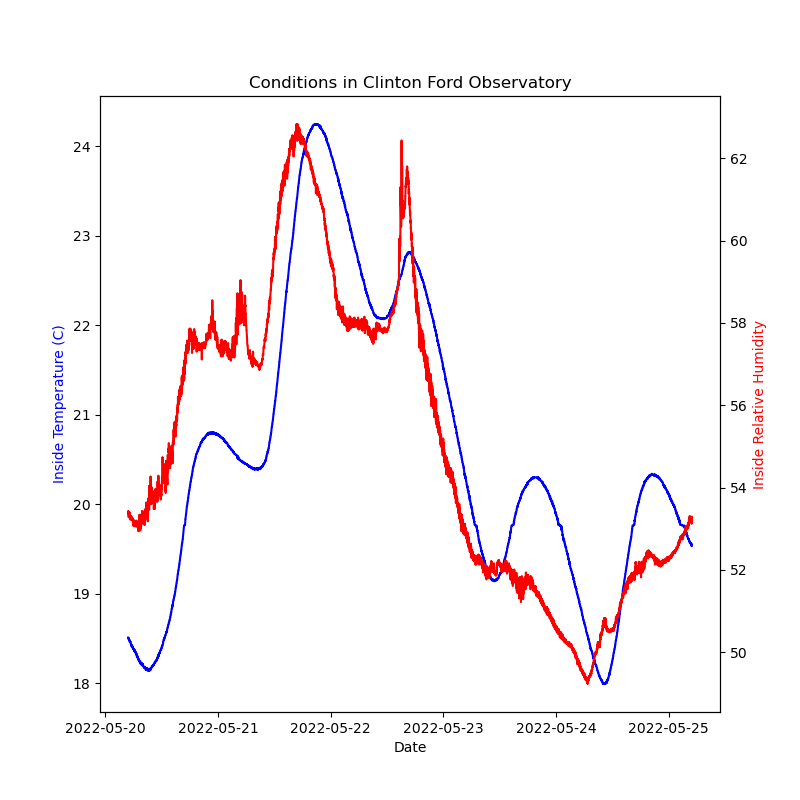 Conditions in Clinton Ford Observatory
Inside Temperature (C)
24
23
22
21
20
19
18
62
60
58
56
54
52
50
Inside Relative Humidity
2022-05-20 2022-05-21 2022-05-22 2022-05-23 2022-05-24 2022-05-25
Date